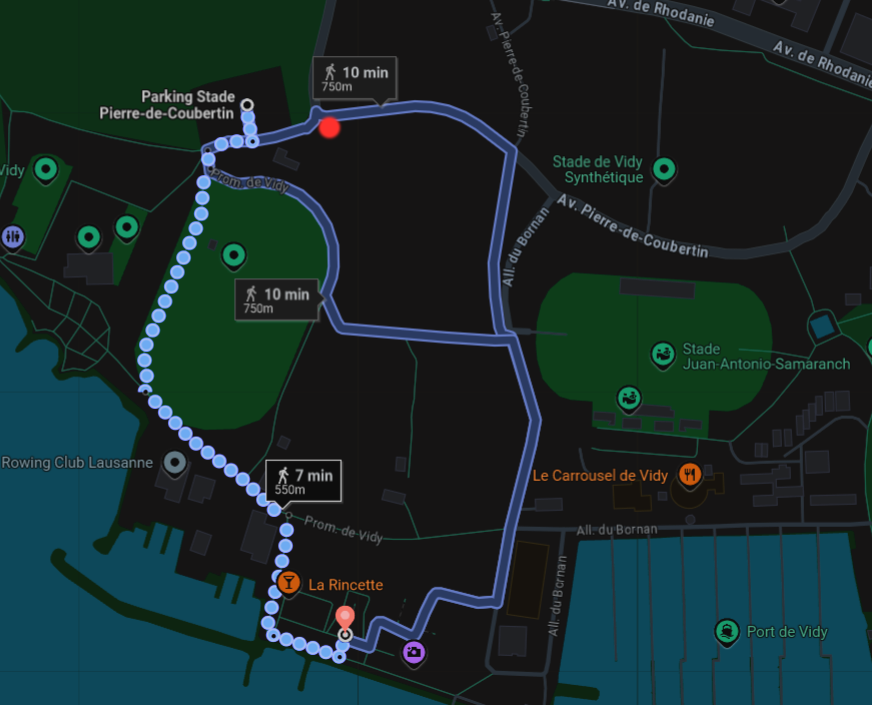 Av. de Rhodanie
Av. de Rhodanie
Av. Pierre-de-Coubertin
10 min
750m
Parking Stade
Pierre-de-Coubertin
Stade de Vidy
Synthétique
Vidy
Prom. de Vidy
Av. Pierre-de-Coubertin
All. du Bornan
10 min
750m
Stade
Juan-Antonio-Samaranch
Rowing Club Lausanne
7 min
550m
Le Carrousel de Vidy
Prom. de Vidy
All. du Bornan
La Rincette
All. du Bornan
Port de Vidy